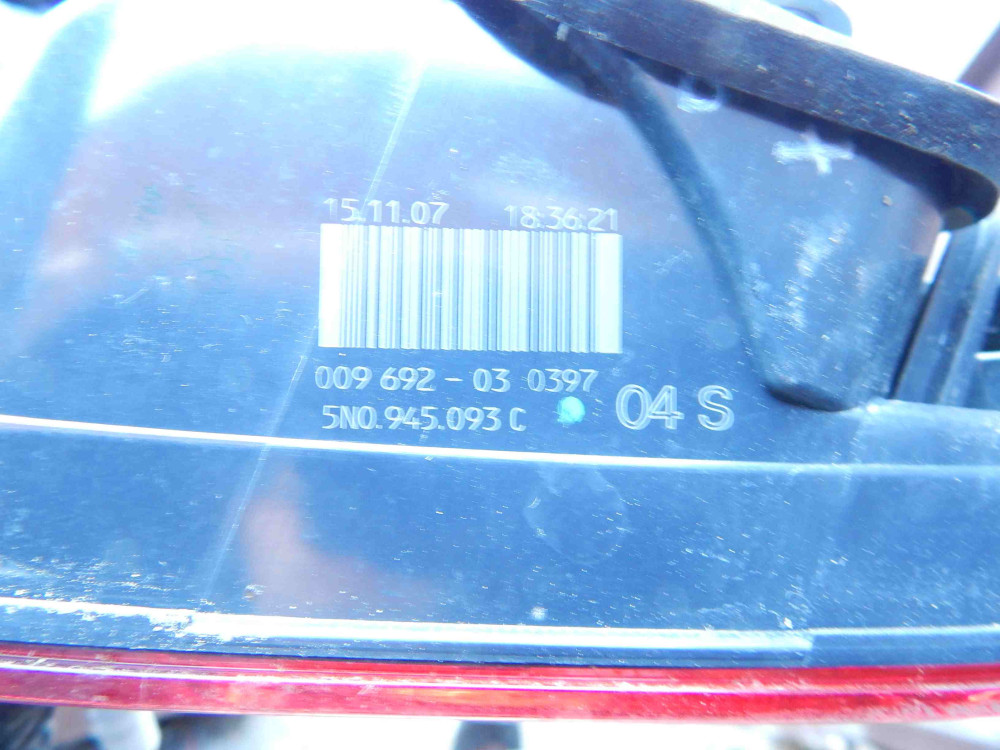 15.11.07 18:36:21
009 692 - 03 0397
5N0.945.093 C
04 S